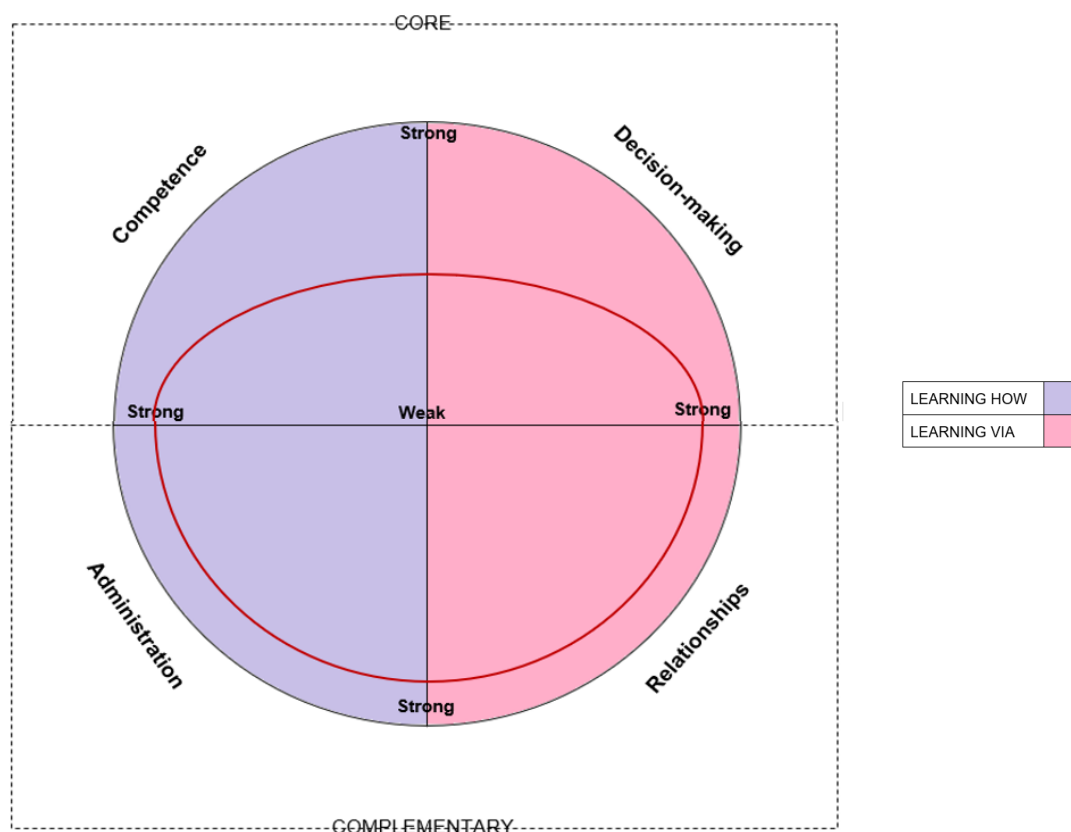 CORE
Strong
Competence
Decision-making
Strong
Weak
Strong
LEARNING HOW
LEARNING VIA
Administration
Relationships
Strong
COMPLEMENTARY